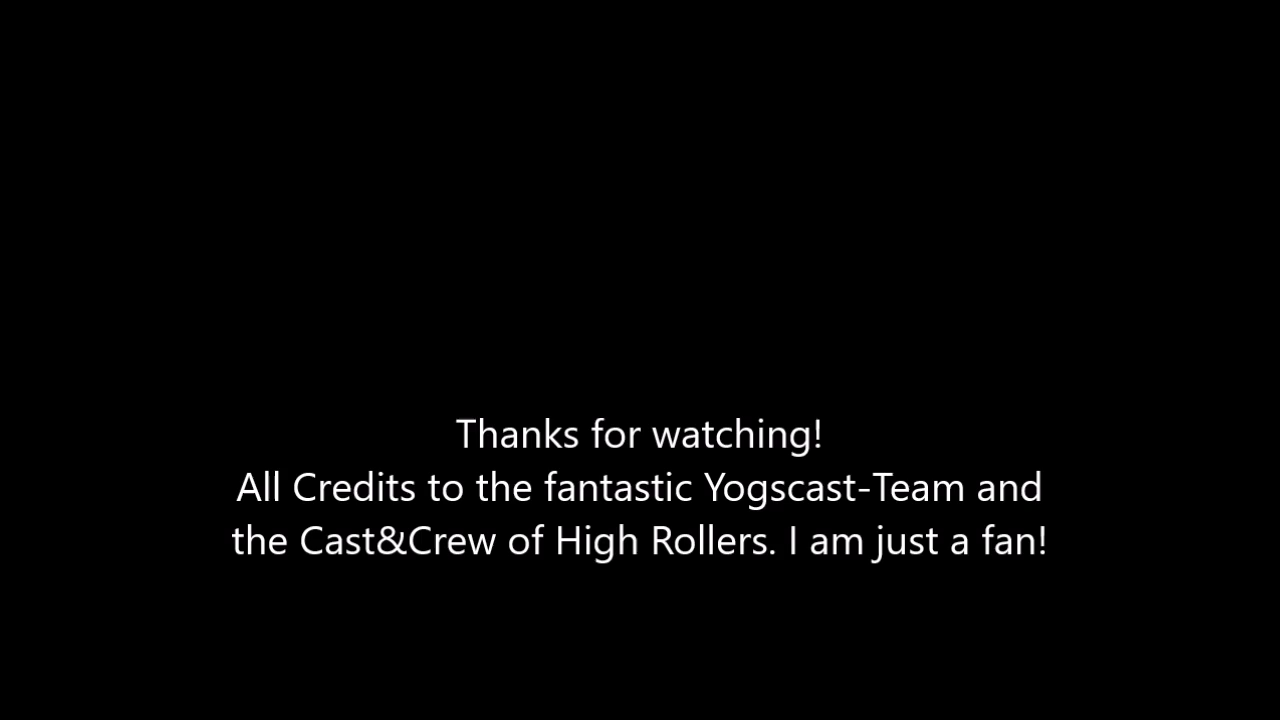 Thanks for watching!
All Credits to the fantastic Yogscast-Team and
the Cast&Crew of High Rollers. I am just a fan!